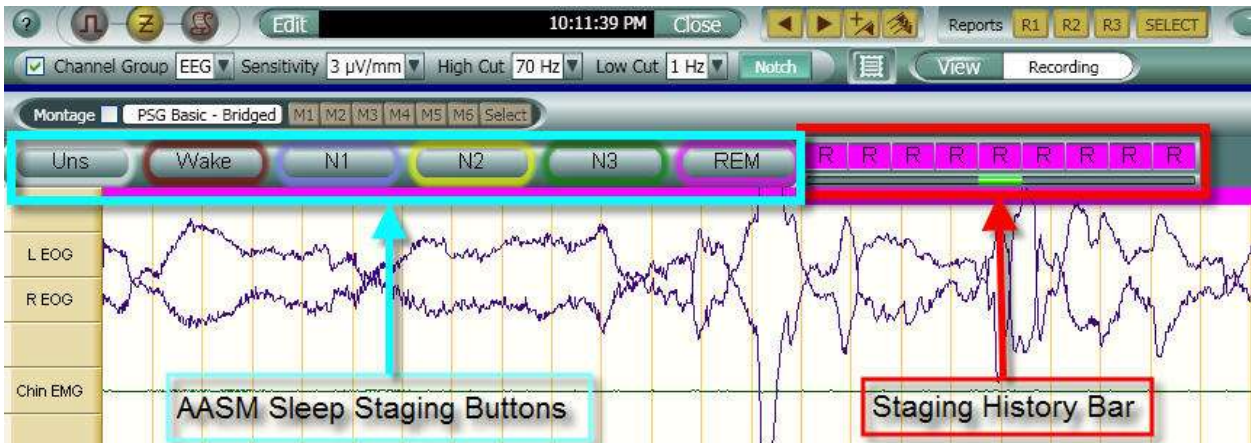 ? Z Edit 10:11:39 PM Close Reports R1 R2 R3 SELECT
Channel Group EEG Sensitivity 3 µV/mm High Cut 70 Hz Low Cut 1 Hz Notch View Recording
Montage PSG Basic - Bridged M1 M2 M3 M4 M5 M6 Select
Uns Wake N1 N2 N3 REM R R R R R R R R R
L EOG
R EOG
Chin EMG
AASM Sleep Staging Buttons
Staging History Bar